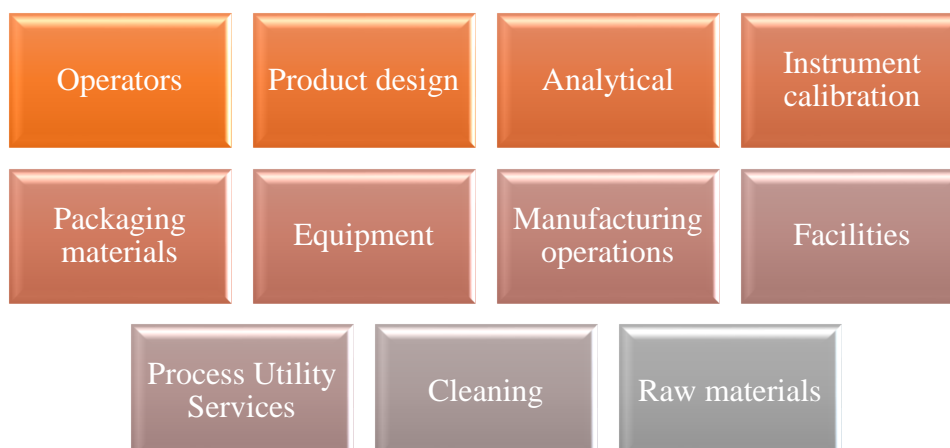 Operators
Product design
Analytical
Instrument
calibration
Packaging
materials
Equipment
Manufacturing
operations
Facilities
Process Utility
Services
Cleaning
Raw materials